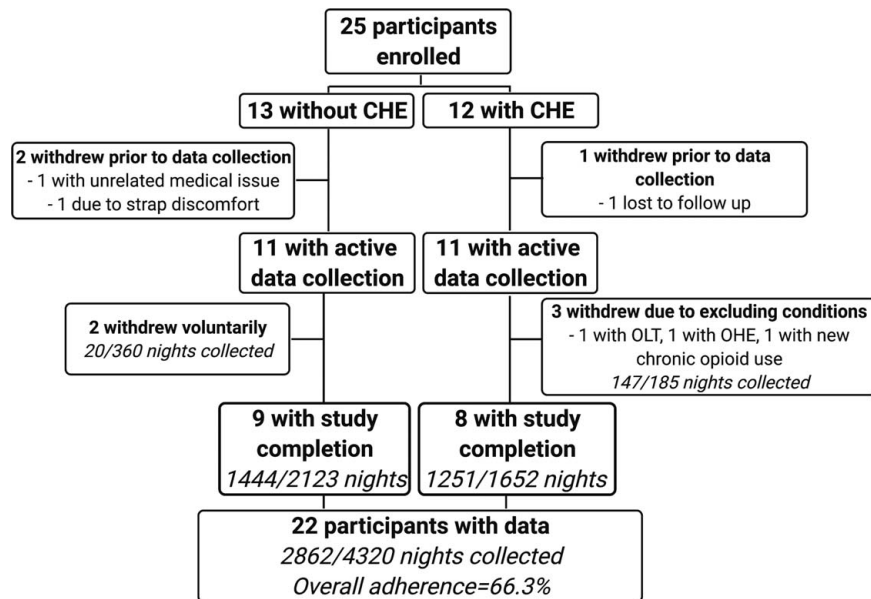 25 participants
enrolled
13 without CHE
12 with CHE
2 withdrew prior to data collection
- 1 with unrelated medical issue
- 1 due to strap discomfort
1 withdrew prior to data
collection
- 1 lost to follow up
11 with active
data collection
11 with active
data collection
2 withdrew voluntarily
20/360 nights collected
3 withdrew due to excluding conditions
- 1 with OLT, 1 with OHE, 1 with new
chronic opioid use
147/185 nights collected
9 with study
completion
1444/2123 nights
8 with study
completion
1251/1652 nights
22 participants with data
2862/4320 nights collected
Overall adherence=66.3%